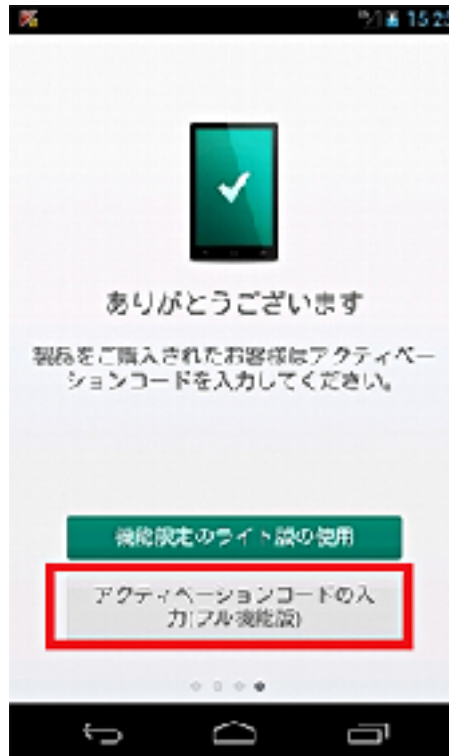 15:25
ありがとうございます
製品をご購入されたお客様はアクティベー
ションコードを入力してください。
機能限定のライト版の使用
アクティベーションコードの入
力(フル機能版)